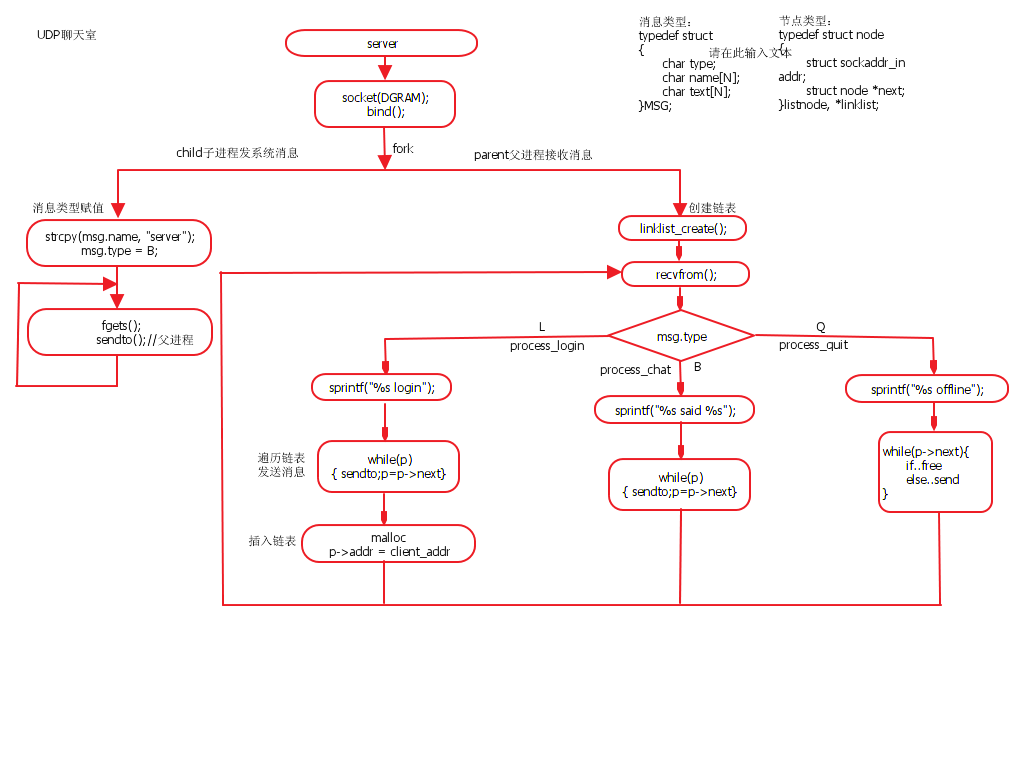 UDP聊天室
server
socket(DGRAM);
bind();
fork
child子进程发系统消息
parent父进程接收消息
消息类型：
typedef struct
{
char type;
char name[N];
char text[N];
}MSG;
请在此输入文本
节点类型：
typedef struct node
{
struct sockaddr_in
addr;
struct node *next;
}listnode, *linklist;
消息类型赋值
strcpy(msg.name, "server");
msg.type = B;
fgets();
sendto();//父进程
创建链表
linklist_create();
recvfrom();
msg.type
L
process_login
process_chat
B
Q
process_quit
sprintf("%s login");
遍历链表
发送消息
while(p)
{ sendto;p=p->next}
插入链表
malloc
p->addr = client_addr
sprintf("%s said %s");
while(p)
{ sendto;p=p->next}
sprintf("%s offline");
while(p->next){
if..free
else..send
}